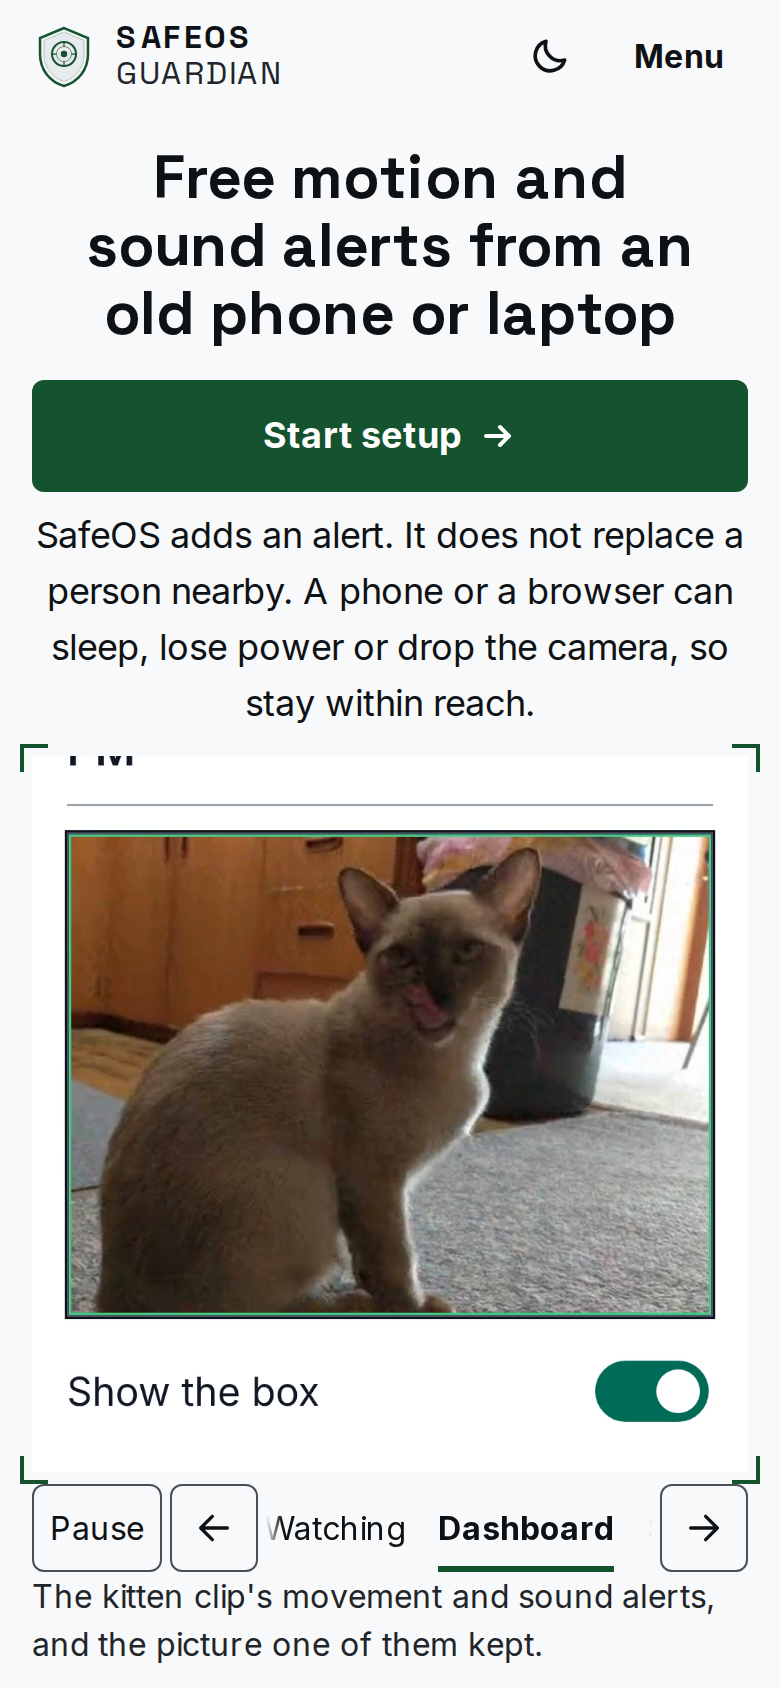 SAFEOS
GUARDIAN
Menu
Free motion and
sound alerts from an
old phone or laptop
Start setup →
SafeOS adds an alert. It does not replace a
person nearby. A phone or a browser can
sleep, lose power or drop the camera, so
stay within reach.
PM
Show the box
Pause ← Watching Dashboard →
The kitten clip's movement and sound alerts,
and the picture one of them kept.